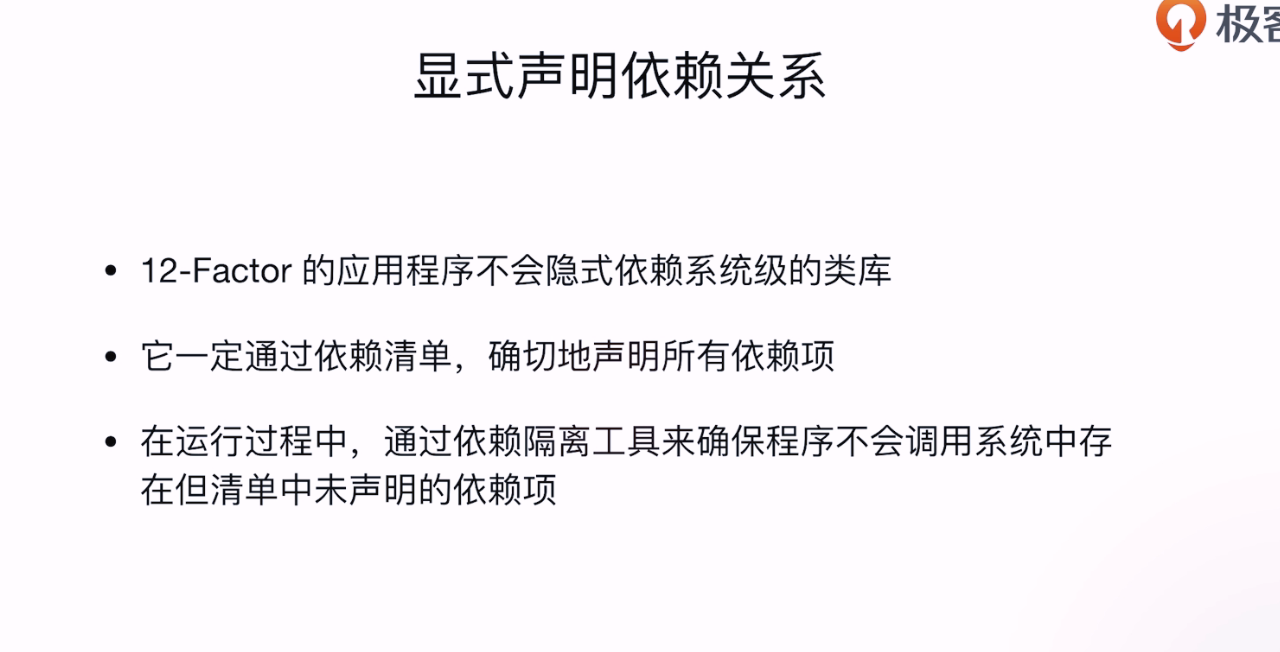 极客
显式声明依赖关系
• 12-Factor 的应用程序不会隐式依赖系统级的类库
• 它一定通过依赖清单，确切地声明所有依赖项
• 在运行过程中，通过依赖隔离工具来确保程序不会调用系统中存
在但清单中未声明的依赖项